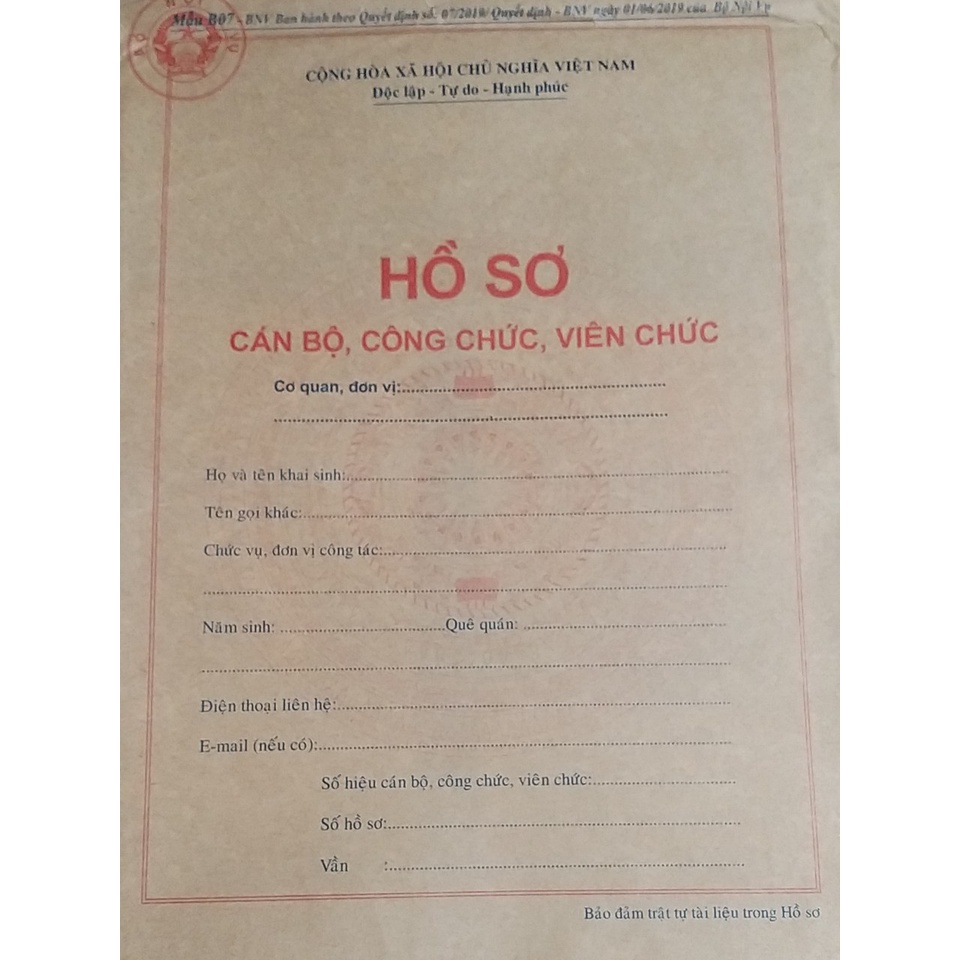 Mẫu B07 - BNV Ban hành theo Quyết định số: 07/2019/ Quyết định - BNV ngày 01/06/2019 của Bộ Nội Vụ
CỘNG HÒA XÃ HỘI CHỦ NGHĨA VIỆT NAM
Độc lập - Tự do - Hạnh phúc
HỒ SƠ
CÁN BỘ, CÔNG CHỨC, VIÊN CHỨC
Cơ quan, đơn vị:
Họ và tên khai sinh:
Tên gọi khác:
Chức vụ, đơn vị công tác:
Năm sinh: Quê quán:
Điện thoại liên hệ:
E-mail (nếu có):
Số hiệu cán bộ, công chức, viên chức:
Số hồ sơ:
Vần :
Bảo đảm trật tự tài liệu trong Hồ sơ